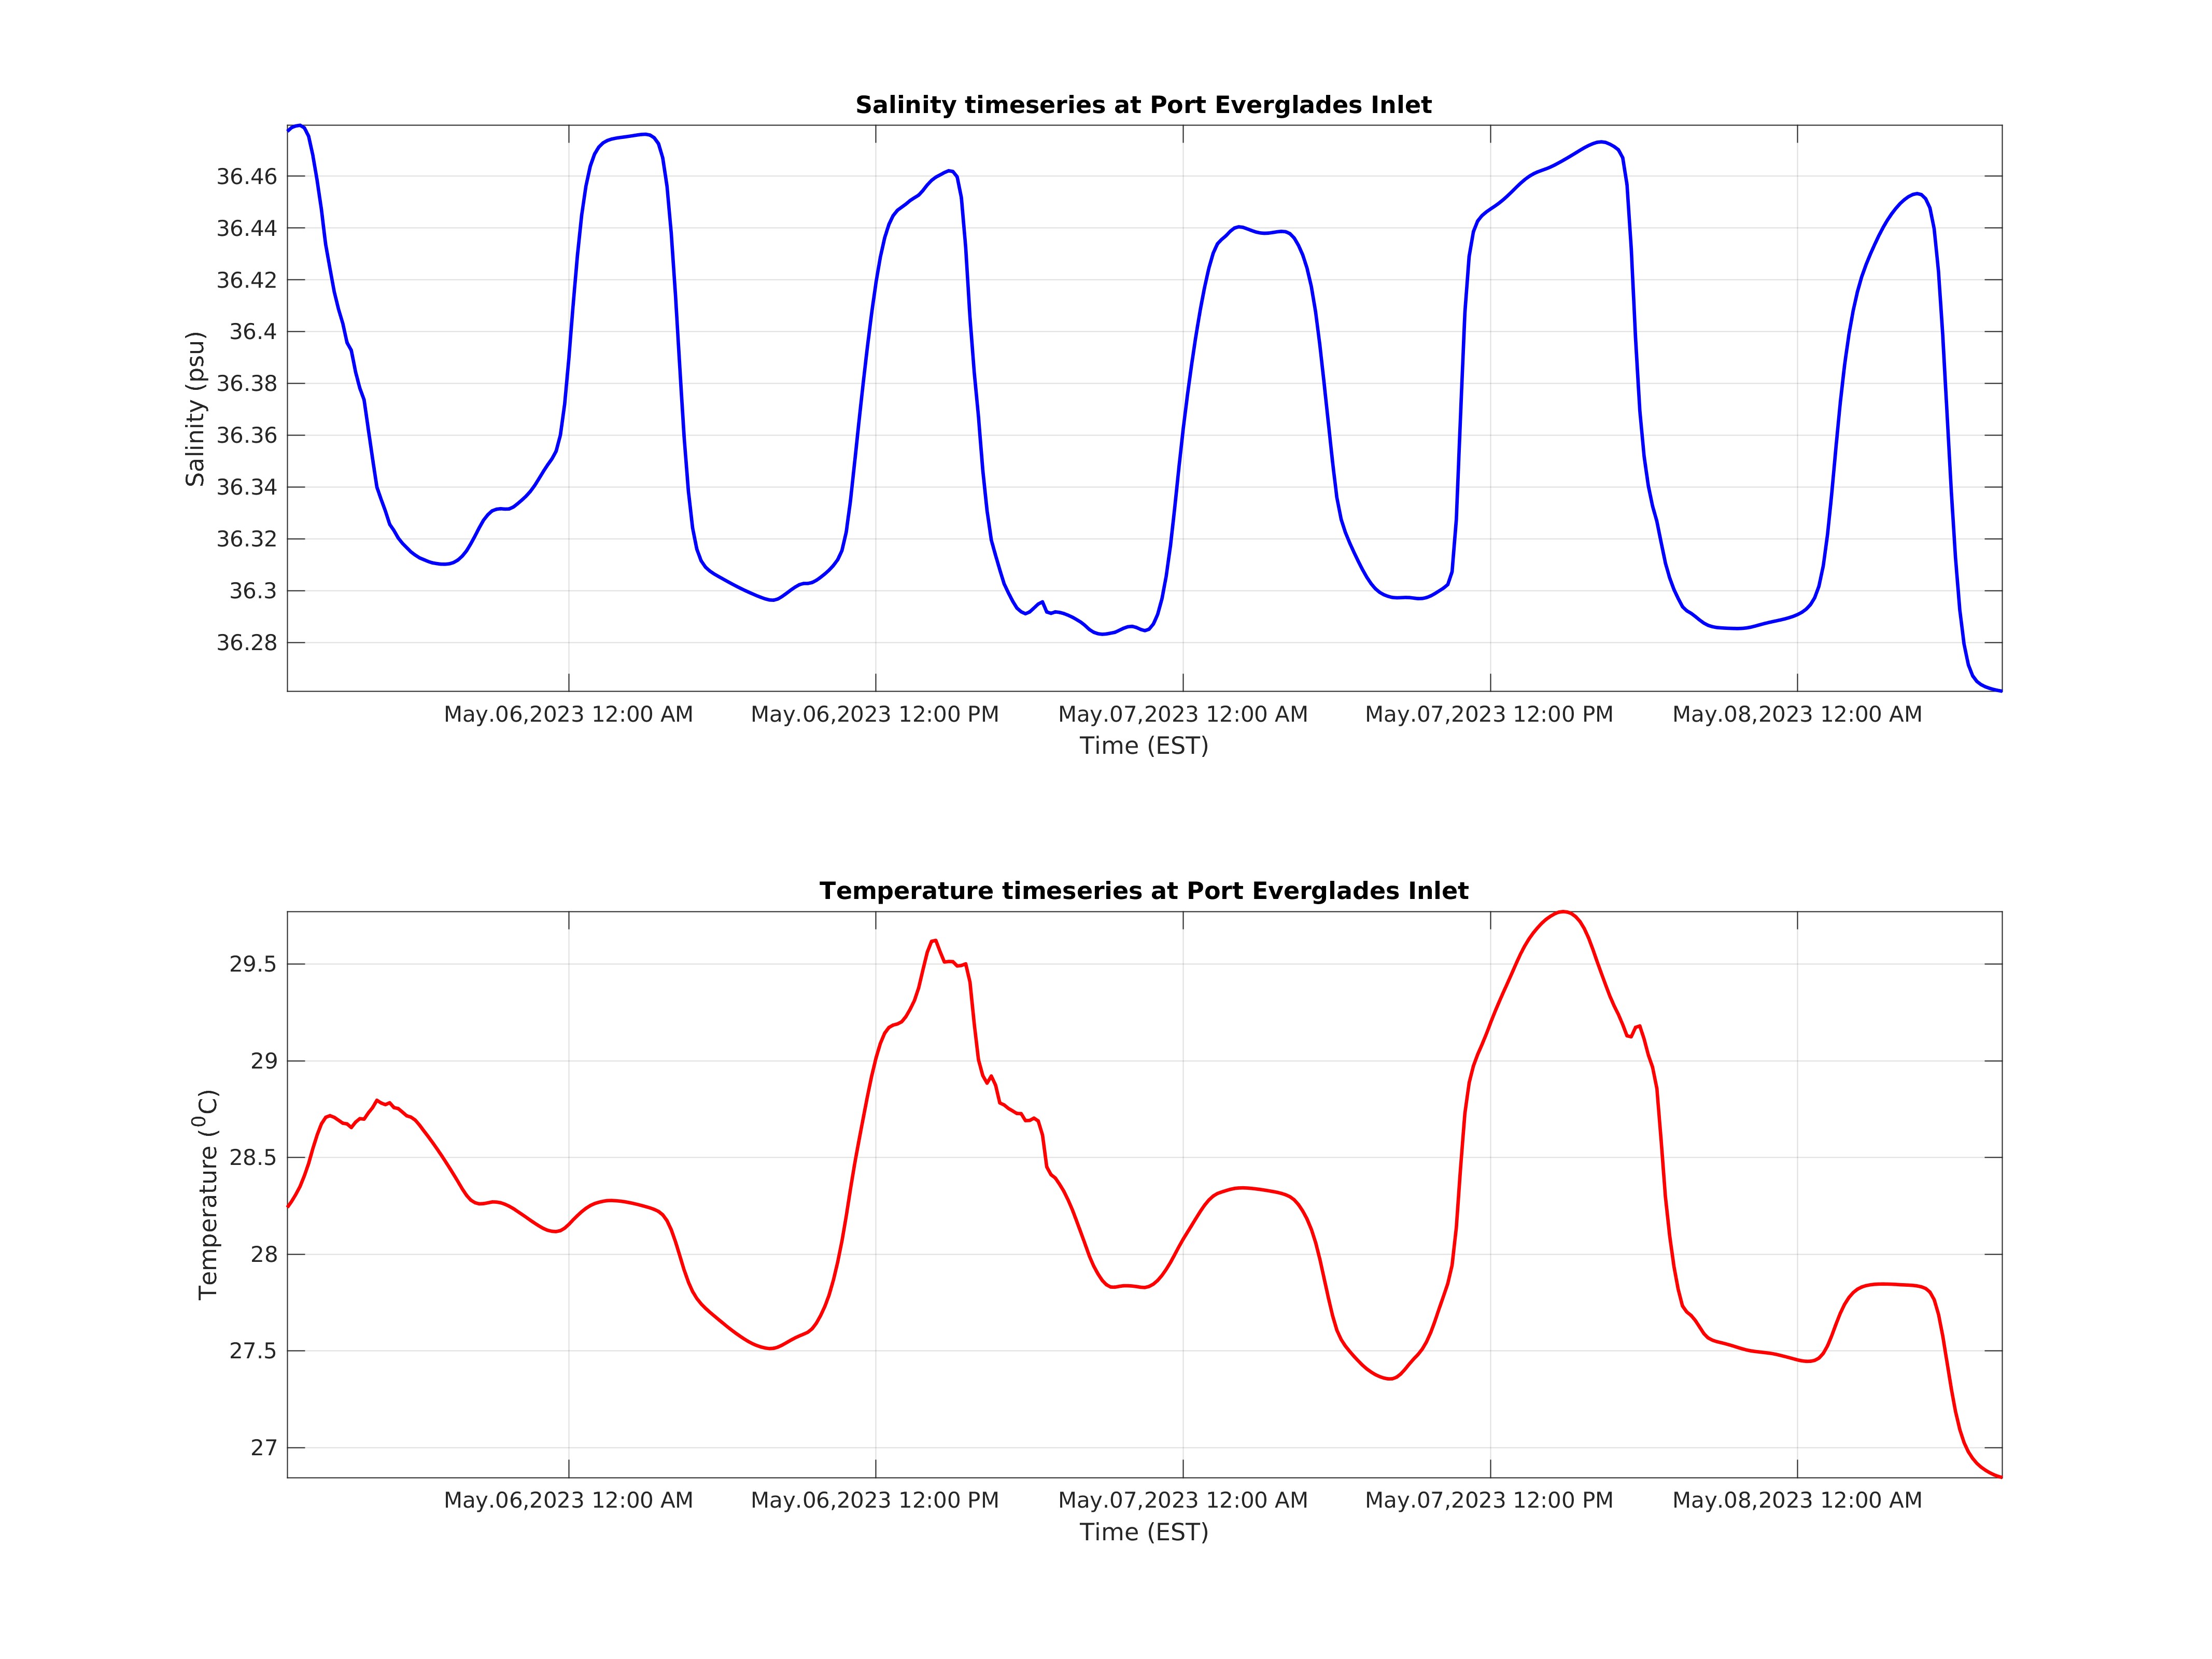 Salinity timeseries at Port Everglades Inlet
36.46
36.44
36.42
36.4
36.38
36.36
36.34
36.32
36.3
36.28
Salinity (psu)
May.06,2023 12:00 AM May.06,2023 12:00 PM May.07,2023 12:00 AM May.07,2023 12:00 PM May.08,2023 12:00 AM
Time (EST)
Temperature timeseries at Port Everglades Inlet
29.5
29
28.5
28
27.5
27
Temperature (⁰C)
May.06,2023 12:00 AM May.06,2023 12:00 PM May.07,2023 12:00 AM May.07,2023 12:00 PM May.08,2023 12:00 AM
Time (EST)